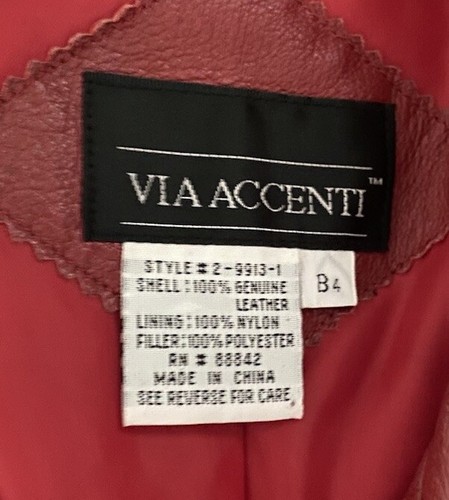 VIA ACCENTI™
STYLE # 2-9913-1
SHELL: 100% GENUINE
LEATHER
LINING: 100% NYLON
FILLER: 100% POLYESTER
RN # 88842
MADE IN CHINA
SEE REVERSE FOR CARE
B4